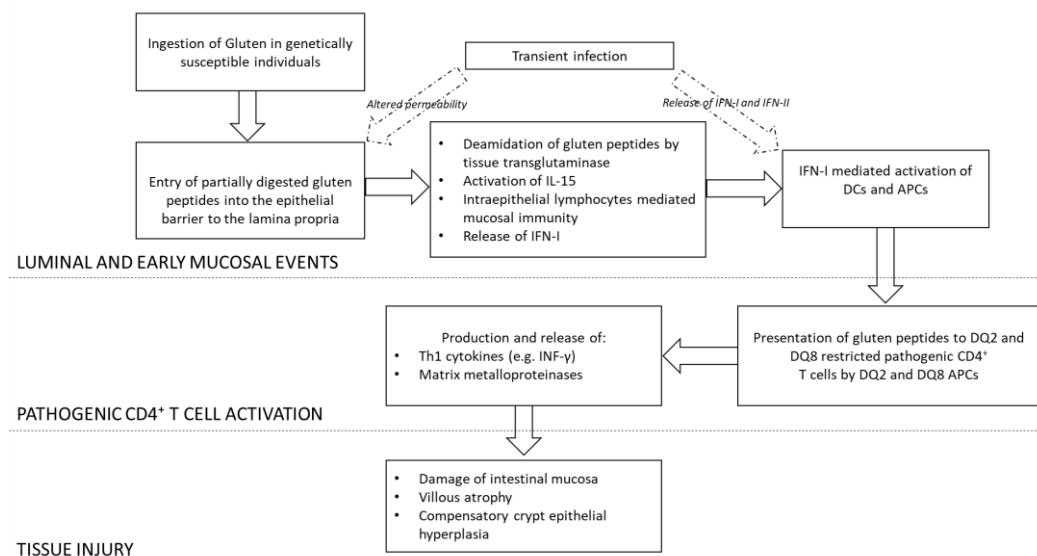 Ingestion of Gluten in genetically
susceptible individuals
Transient infection
Altered permeability
Release of IFN-I and IFN-II
Entry of partially digested gluten
peptides into the epithelial
barrier to the lamina propria
• Deamidation of gluten peptides by
tissue transglutaminase
• Activation of IL-15
• Intraepithelial lymphocytes mediated
mucosal immunity
• Release of IFN-I
IFN-I mediated activation of
DCs and APCs
LUMINAL AND EARLY MUCOSAL EVENTS
Production and release of:
• Th1 cytokines (e.g. INF-γ)
• Matrix metalloproteinases
Presentation of gluten peptides to DQ2 and
DQ8 restricted pathogenic CD4⁺
T cells by DQ2 and DQ8 APCs
PATHOGENIC CD4⁺ T CELL ACTIVATION
• Damage of intestinal mucosa
• Villous atrophy
• Compensatory crypt epithelial
hyperplasia
TISSUE INJURY